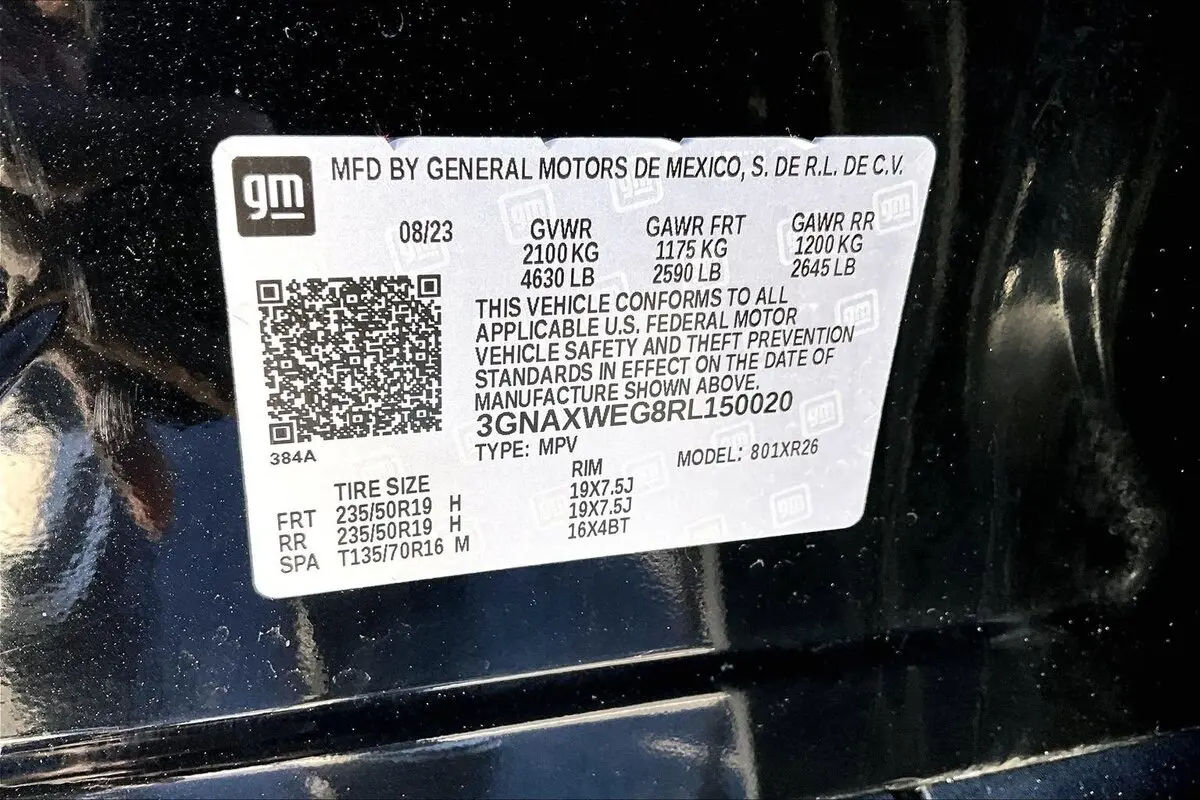 gm
MFD BY GENERAL MOTORS DE MEXICO, S. DE R.L. DE C.V.
08/23 GVWR GAWR FRT GAWR RR
2100 KG 1175 KG 1200 KG
4630 LB 2590 LB 2645 LB
THIS VEHICLE CONFORMS TO ALL
APPLICABLE U.S. FEDERAL MOTOR
VEHICLE SAFETY AND THEFT PREVENTION
STANDARDS IN EFFECT ON THE DATE OF
MANUFACTURE SHOWN ABOVE.
3GNAXWEG8RL150020
384A
TYPE: MPV MODEL: 801XR26
TIRE SIZE RIM
FRT 235/50R19 H 19X7.5J
RR 235/50R19 H 19X7.5J
SPA T135/70R16 M 16X4BT